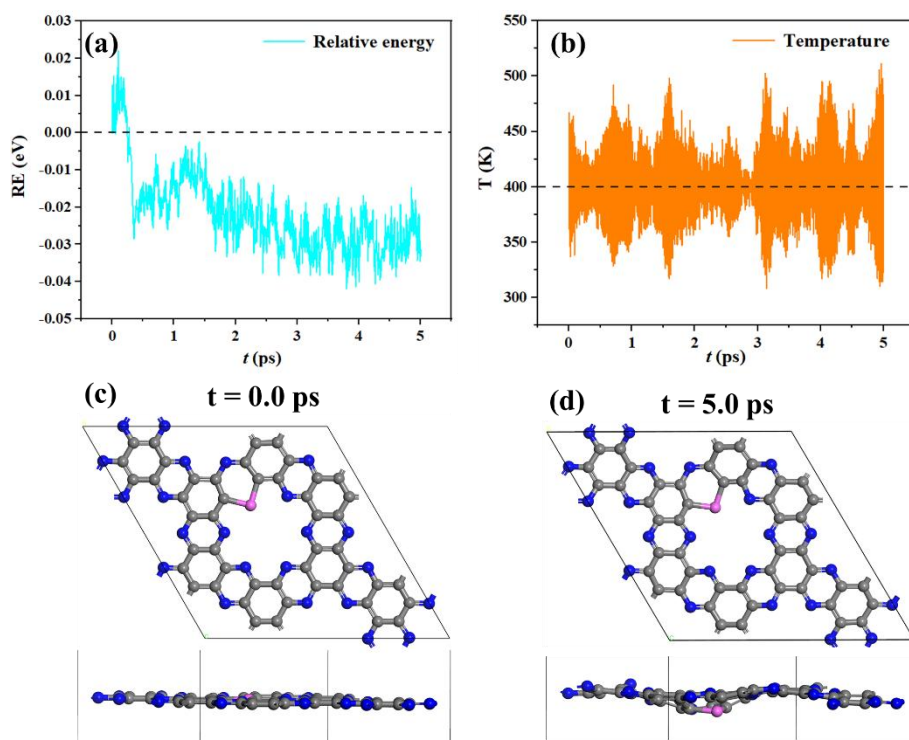 (a)
Relative energy
0.03
0.02
0.01
0.00
-0.01
-0.02
-0.03
-0.04
-0.05
RE (eV)
0 1 2 3 4 5
t (ps)
(b)
Temperature
550
500
450
400
350
300
T (K)
0 1 2 3 4 5
t (ps)
(c)
t = 0.0 ps
(d)
t = 5.0 ps